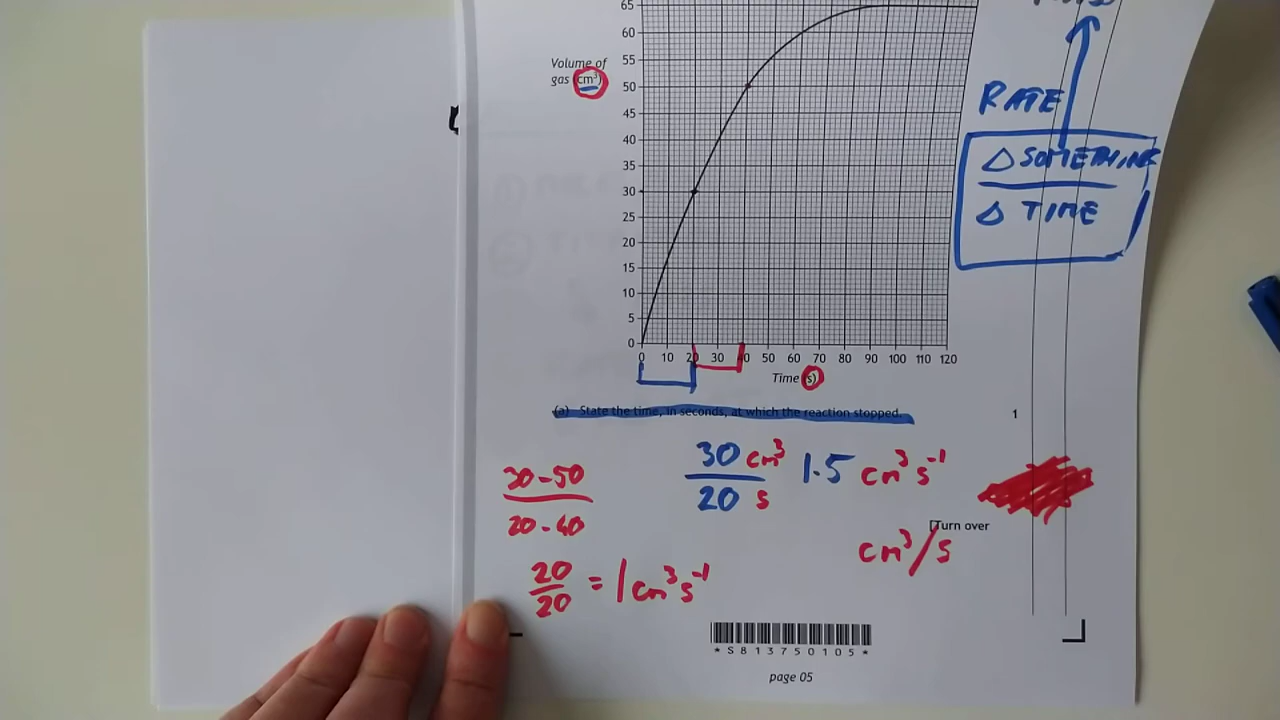 65
60
55
50
45
40
35
30
25
20
15
10
5
0
Volume of
gas (cm³)
0 10 20 30 40 50 60 70 80 90 100 110 120
Time (s)
RATE
△ SOMETHING
△ TIME
(a) State the time, in seconds, at which the reaction stopped. 1
30 cm³
20 s
1.5 cm³ s⁻¹
30-50
20-40
[Turn over
cm³/s
20
20
= 1 cm³ s⁻¹
*S813750105*
page 05